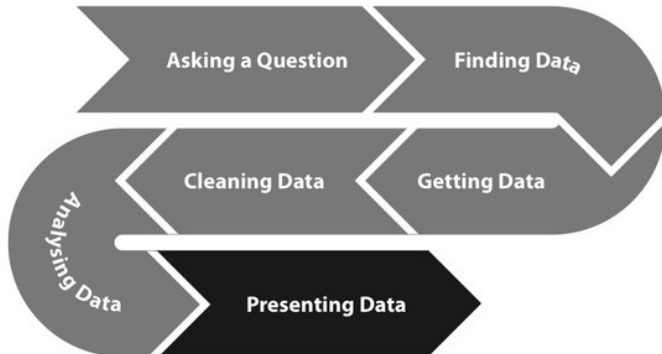 Asking a Question
Finding Data
Getting Data
Cleaning Data
Analysing Data
Presenting Data